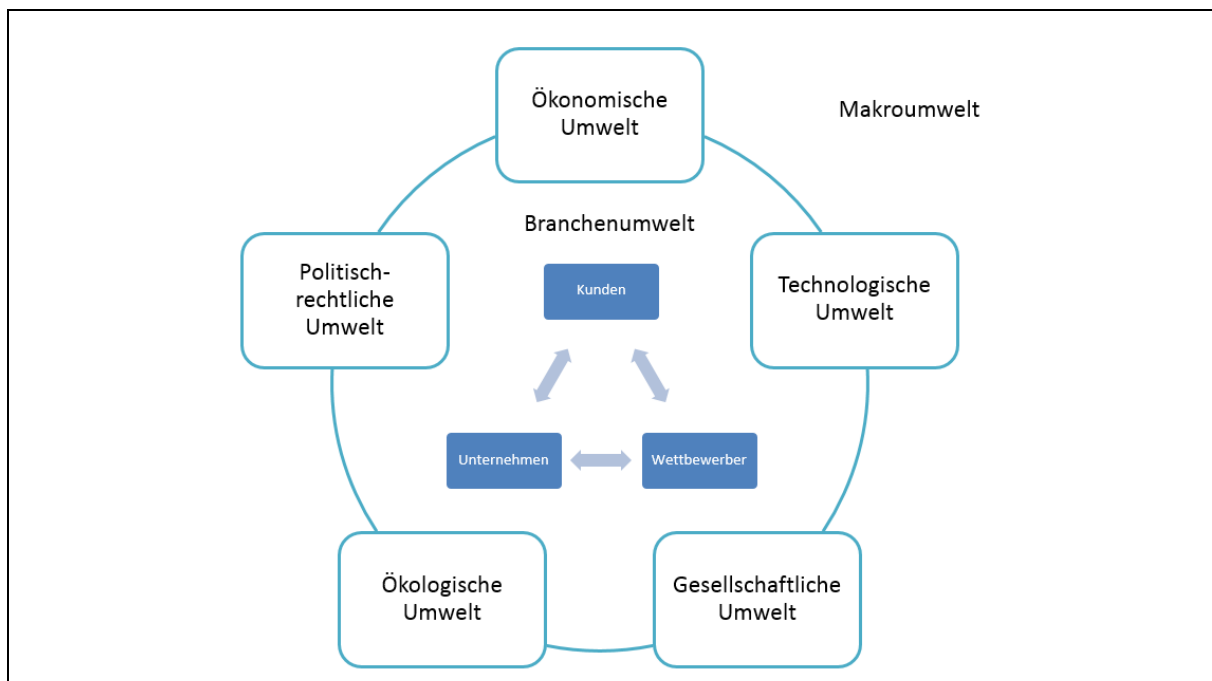 Ökonomische
Umwelt
Makroumwelt
Branchenumwelt
Politisch-
rechtliche
Umwelt
Kunden
Technologische
Umwelt
Unternehmen
Wettbewerber
Ökologische
Umwelt
Gesellschaftliche
Umwelt